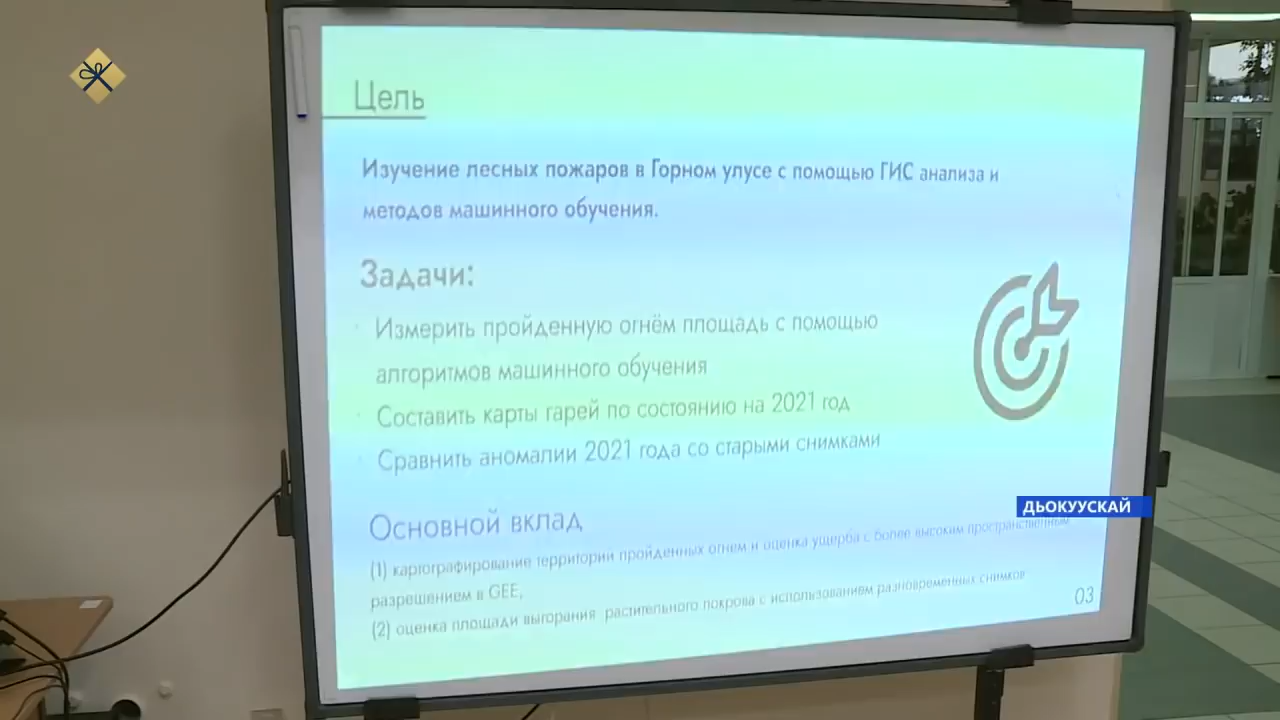 Цель
Изучение лесных пожаров в Горном улусе с помощью ГИС анализа и
методов машинного обучения.
Задачи:
· Измерить пройденную огнём площадь с помощью
алгоритмов машинного обучения
· Составить карты гарей по состоянию на 2021 год
· Сравнить аномалии 2021 года со старыми снимками
ДЬОКУУСКАЙ
Основной вклад
(1) картографирование территории пройденных огнем и оценка ущерба с более высоким пространственным
разрешением в GEE,
(2) оценка площади выгорания растительного покрова с использованием разновременных снимков
03